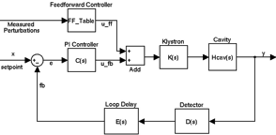 Feedforward Controller
Measured
Perturbations
FF_Table
u_ff
x
setpoint
+
-
e
fb
PI Controller
C(s)
u_fb
+
+
Add
Klystron
K(s)
Cavity
Hcav(s)
y
Loop Delay
E(s)
Detector
D(s)